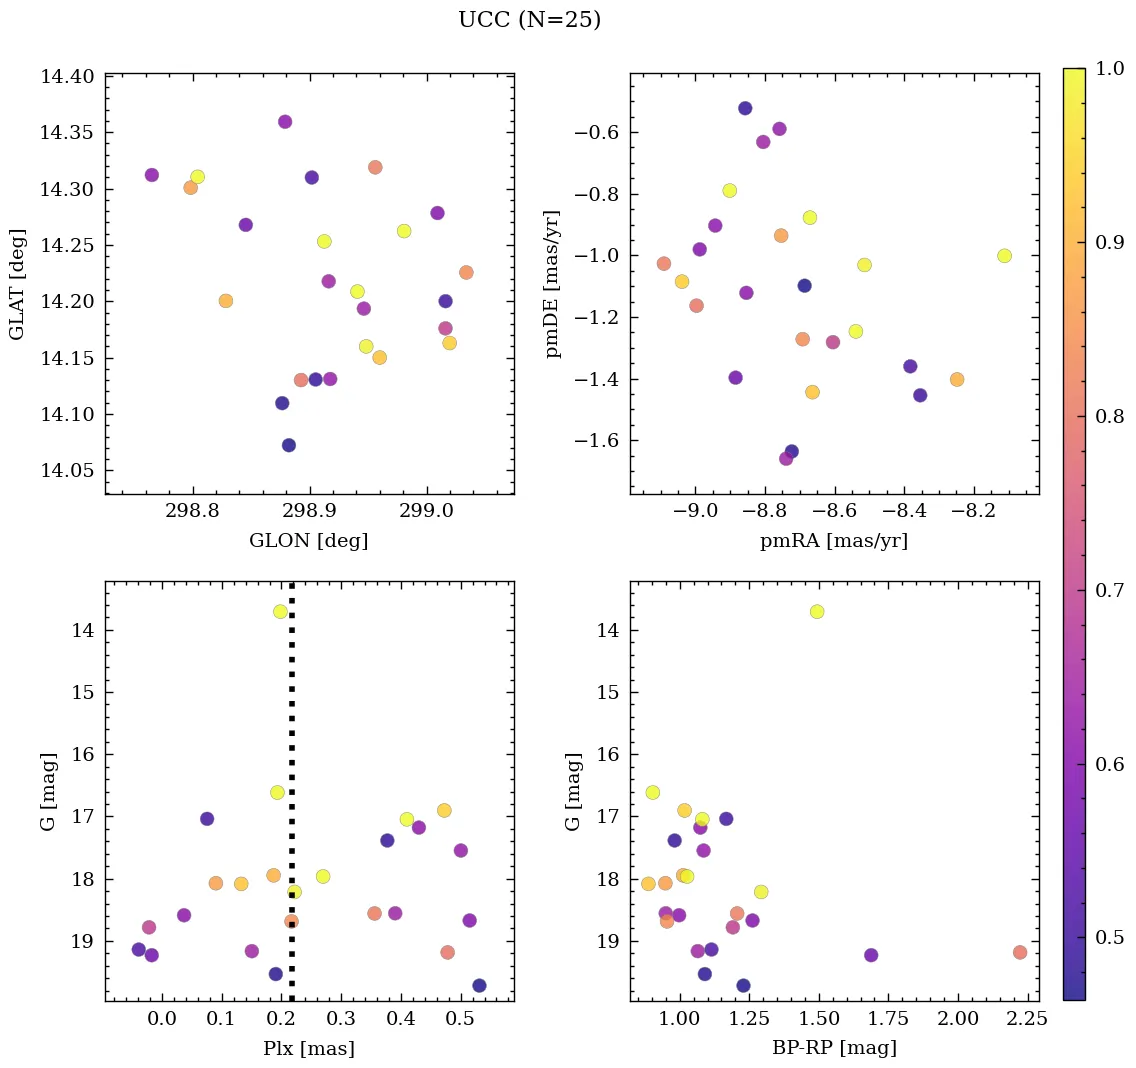 UCC (N=25)
14.40
14.35
14.30
14.25
14.20
14.15
14.10
14.05
GLAT [deg]
298.8 298.9 299.0
GLON [deg]
−0.6
−0.8
−1.0
−1.2
−1.4
−1.6
pmDE [mas/yr]
−9.0 −8.8 −8.6 −8.4 −8.2
pmRA [mas/yr]
1.0
0.9
0.8
0.7
0.6
0.5
14
15
16
17
18
19
G [mag]
0.0 0.1 0.2 0.3 0.4 0.5
Plx [mas]
14
15
16
17
18
19
G [mag]
1.00 1.25 1.50 1.75 2.00 2.25
BP-RP [mag]